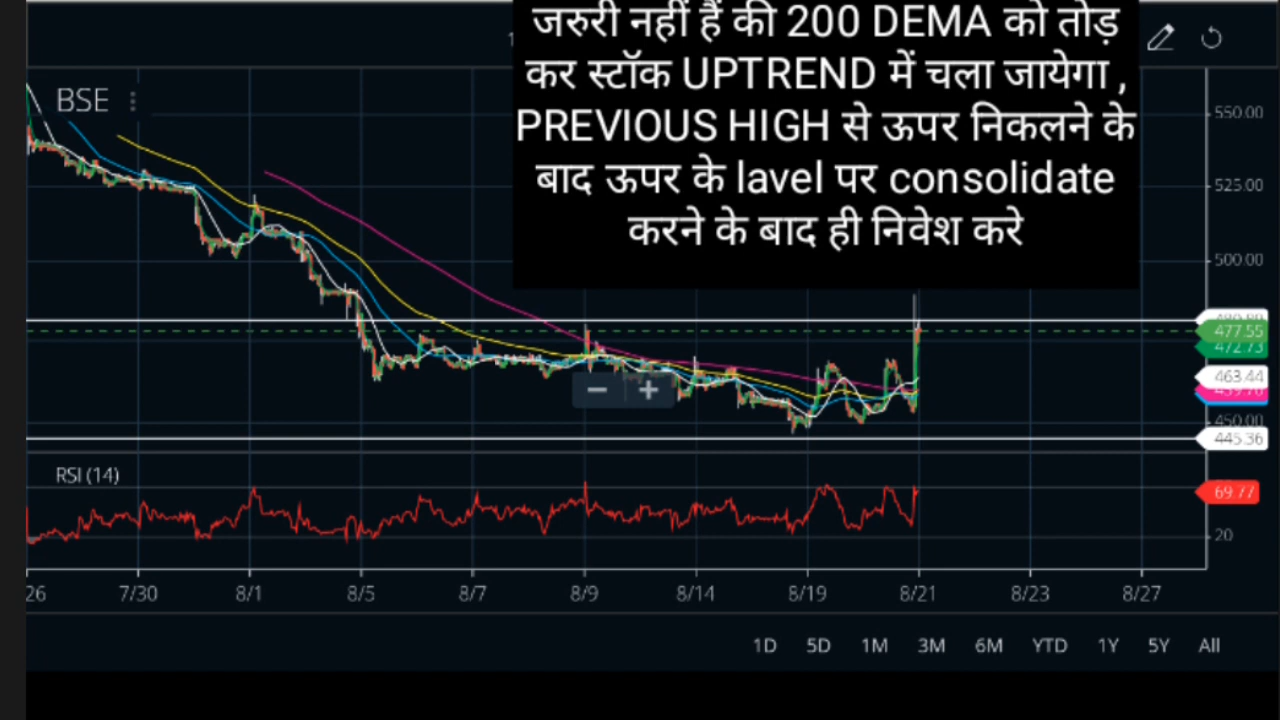 जरुरी नहीं हैं की 200 DEMA को तोड़
कर स्टॉक UPTREND में चला जायेगा ,
PREVIOUS HIGH से ऊपर निकलने के
बाद ऊपर के lavel पर consolidate
करने के बाद ही निवेश करे
BSE
550.00
525.00
500.00
477.55
472.73
463.44
450.00
445.36
RSI (14)
69.77
20
26 7/30 8/1 8/5 8/7 8/9 8/14 8/19 8/21 8/23 8/27
1D 5D 1M 3M 6M YTD 1Y 5Y All